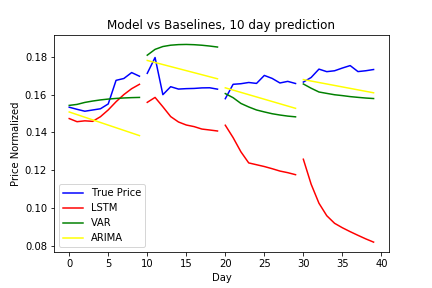 Model vs Baselines, 10 day prediction
Price Normalized
0.18
0.16
0.14
0.12
0.10
0.08
True Price
LSTM
VAR
ARIMA
0 5 10 15 20 25 30 35 40
Day